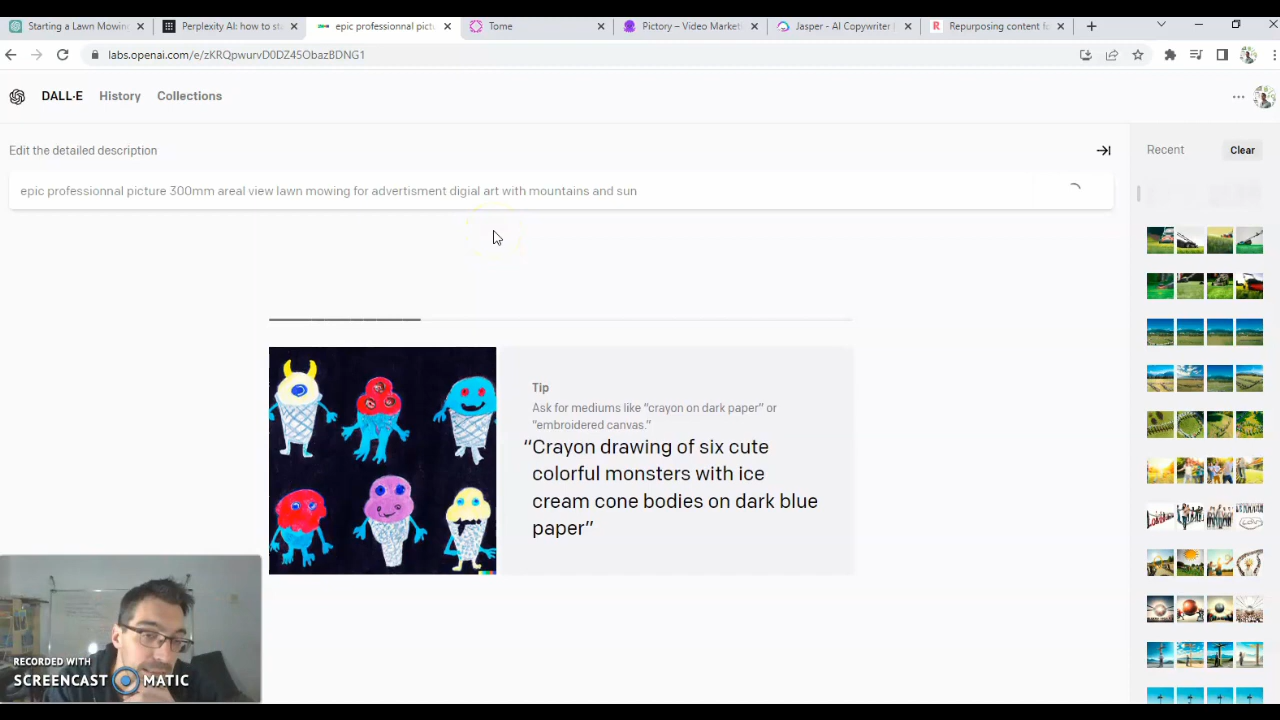 Starting a Lawn Mowing
Perplexity AI: how to st
epic professional pictu
Tome
Pictory – Video Market
Jasper - AI Copywriter
Repurposing content fo
labs.openai.com/e/zKRQpwurvD0DZ45ObazBDNG1
DALL·E
History
Collections
Edit the detailed description
Recent
Clear
epic professionnal picture 300mm areal view lawn mowing for advertisment digial art with mountains and sun
Tip
Ask for mediums like "crayon on dark paper" or
"embroidered canvas."
“Crayon drawing of six cute
colorful monsters with ice
cream cone bodies on dark blue
paper”
RECORDED WITH
SCREENCAST MATIC